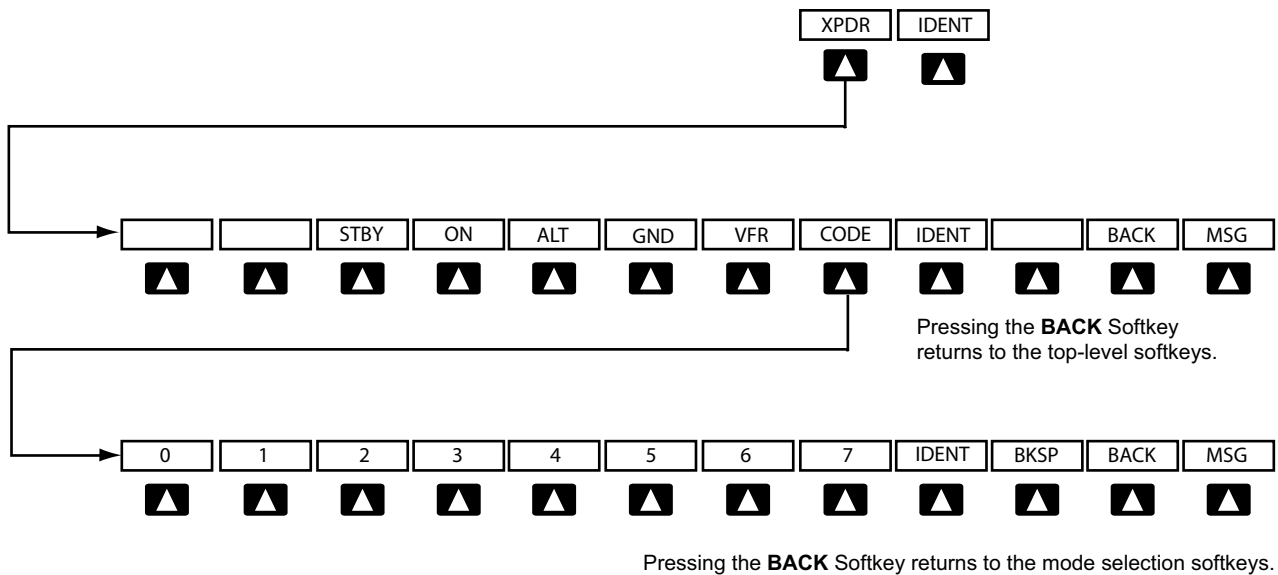 XPDR IDENT
STBY ON ALT GND VFR CODE IDENT BACK MSG
Pressing the BACK Softkey
returns to the top-level softkeys.
0 1 2 3 4 5 6 7 IDENT BKSP BACK MSG
Pressing the BACK Softkey returns to the mode selection softkeys.